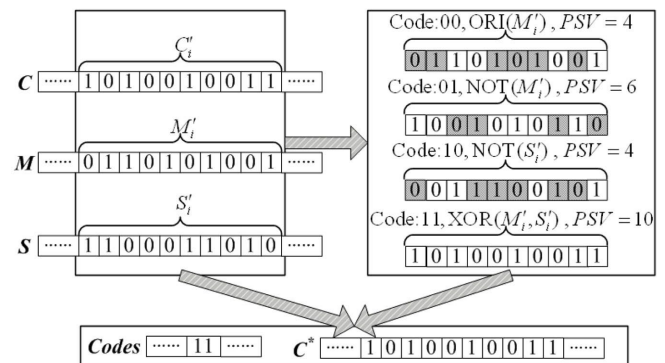 C ...... 1 0 1 0 0 1 0 0 1 1 ......
C′i
M ...... 0 1 1 0 1 0 1 0 0 1 ......
M′i
S ...... 1 1 0 0 0 1 1 0 1 0 ......
S′i
Code:00, ORI(M′i), PSV = 4
0 1 1 0 1 0 1 0 0 1
Code:01, NOT(M′i), PSV = 6
1 0 0 1 0 1 0 1 1 0
Code:10, NOT(S′i), PSV = 4
0 0 1 1 1 0 0 1 0 1
Code:11, XOR(M′i, S′i), PSV = 10
1 0 1 0 0 1 0 0 1 1
Codes ...... 11 ......
C* ...... 1 0 1 0 0 1 0 0 1 1 ......